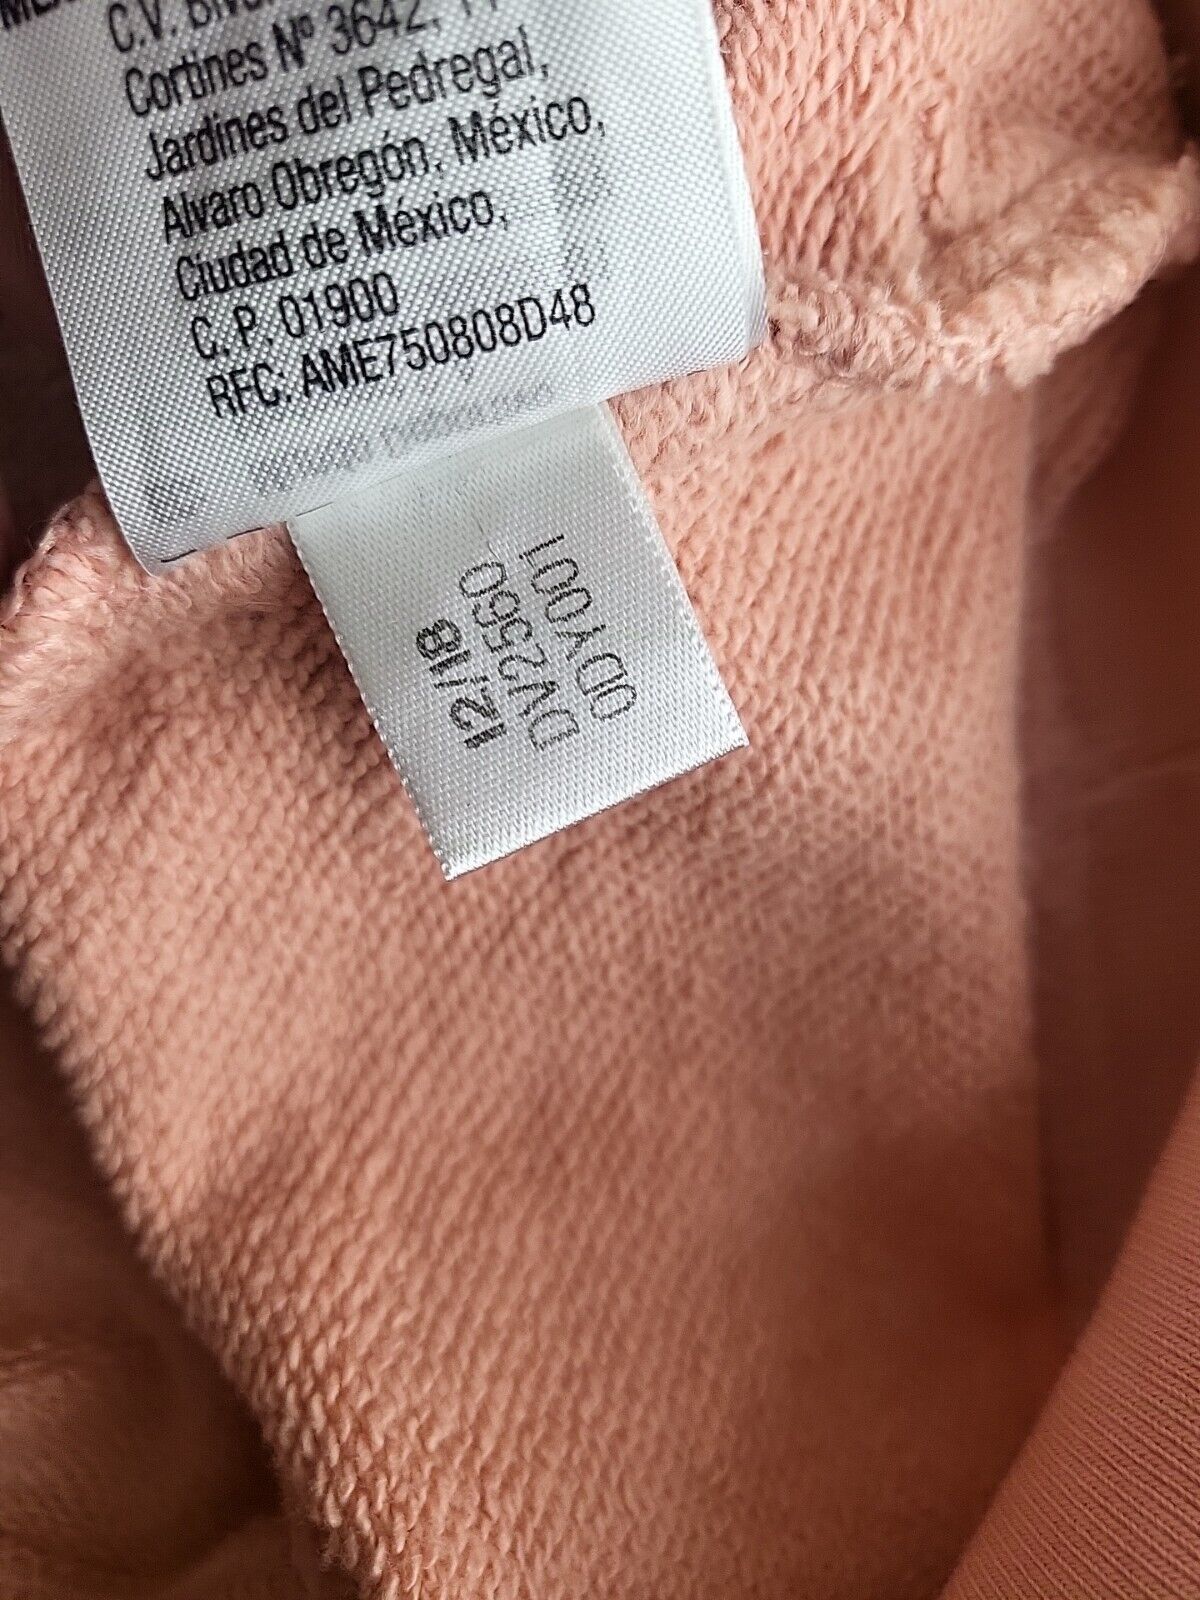 C.V. Blvd
Cortines Nº 3642,
Jardines del Pedregal,
Alvaro Obregón, México,
Ciudad de México,
C. P. 01900
RFC: AME750808D48
12/18
DV2560
0DY001